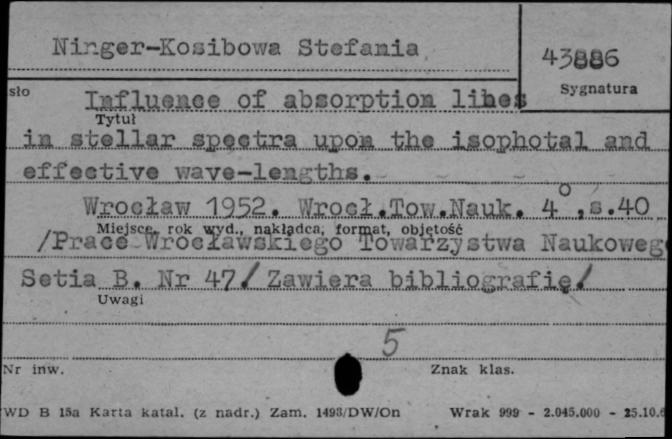 Ninger-Kosibowa Stefania
43886
Sygnatura
sło
Influence of absorption lines
Tytuł
in stellar spectra upon the isophotal and
effective wave-lengths.
Wrocław 1952. Wrocł.Tow.Nauk. 4°,s.40
Miejsce, rok wyd., nakładca, format, objętość
/Prace Wrocławskiego Towarzystwa Naukoweg
Setia B. Nr 47/ Zawiera bibliografię/
Uwagi
5
Nr inw.
Znak klas.
WD B 15a Karta katal. (z nadr.) Zam. 1493/DW/On Wrak 999 - 2.045.000 - 25.10.6